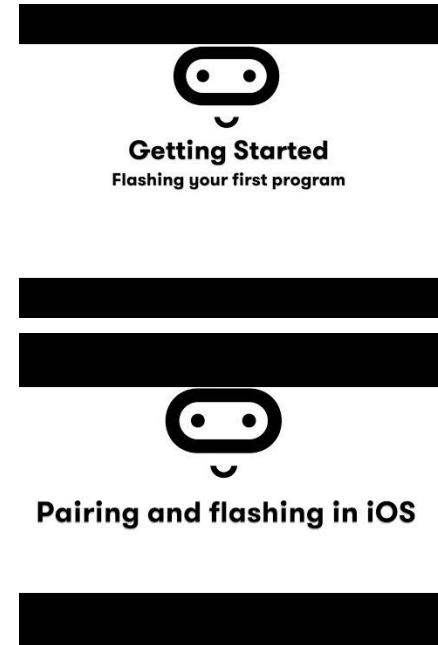 Getting Started
Flashing your first program
Pairing and flashing in iOS